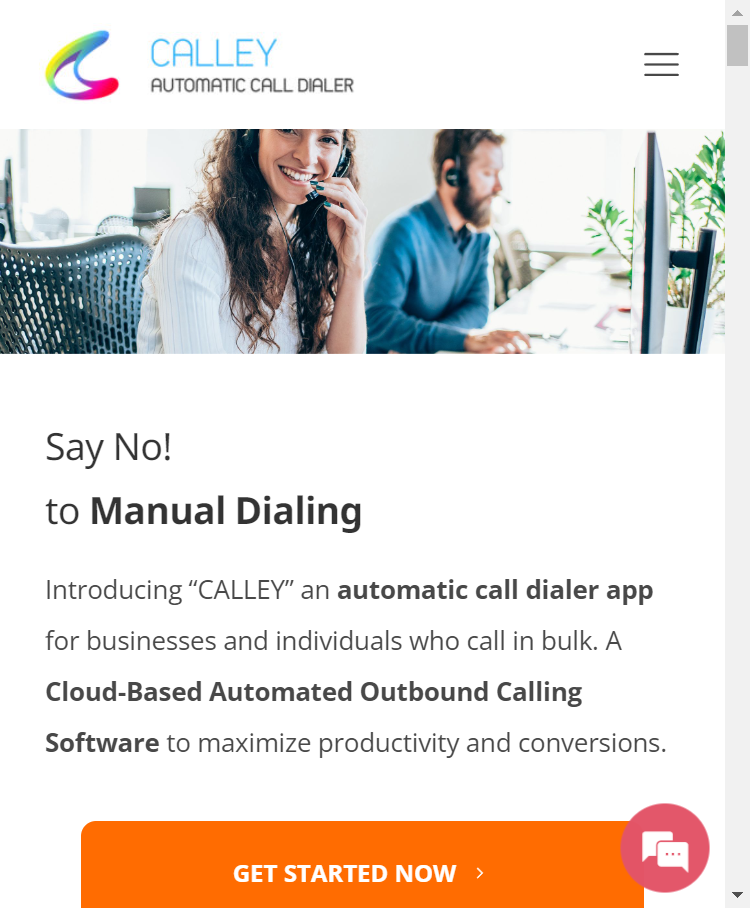 CALLEY
AUTOMATIC CALL DIALER
Say No!
to Manual Dialing
Introducing “CALLEY” an automatic call dialer app
for businesses and individuals who call in bulk. A
Cloud-Based Automated Outbound Calling
Software to maximize productivity and conversions.
GET STARTED NOW